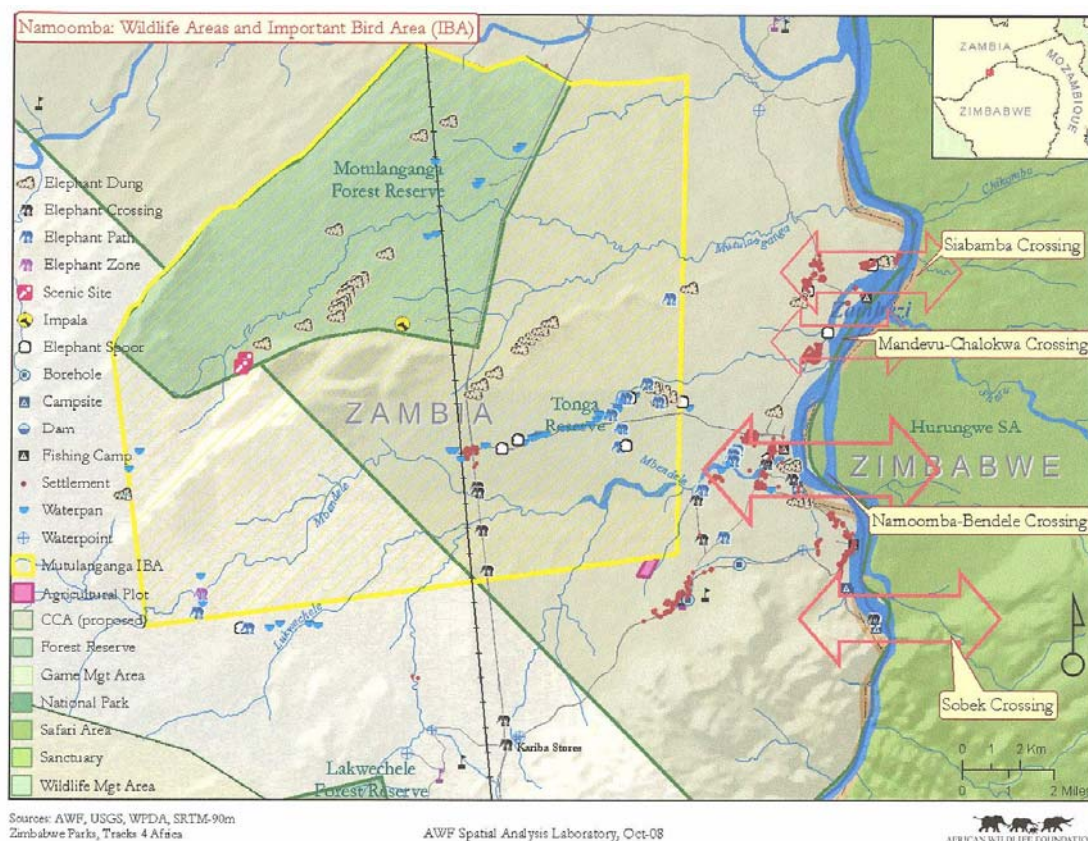 Namoomba: Wildlife Areas and Important Bird Area (IBA)
ZAMBIA
MOZAMBIQUE
ZIMBABWE
Motulanganga
Forest Reserve
Chikomba
Mutulanganga
Siabamba Crossing
Zambezi
Mandevu-Chalokwa Crossing
ZAMBIA
Tonga
Reserve
Hurungwe SA
ZIMBABWE
Mbendele
Mbendele
Namoomba-Bendele Crossing
Lukwechele
Sobek Crossing
Kariba Stores
Lakwechele
Forest Reserve
Elephant Dung
Elephant Crossing
Elephant Path
Elephant Zone
Scenic Site
Impala
Elephant Spoor
Borehole
Campsite
Dam
Fishing Camp
Settlement
Waterpan
Waterpoint
Mutulanganga IBA
Agricultural Plot
CCA (proposed)
Forest Reserve
Game Mgt Area
National Park
Safari Area
Sanctuary
Wildlife Mgt Area
0 1 2 Km
0 1 2 Miles
Sources: AWF, USGS, WPDA, SRTM-90m
Zimbabwe Parks, Tracks 4 Africa
AWF Spatial Analysis Laboratory, Oct-08
AFRICAN WILDLIFE FOUNDATION